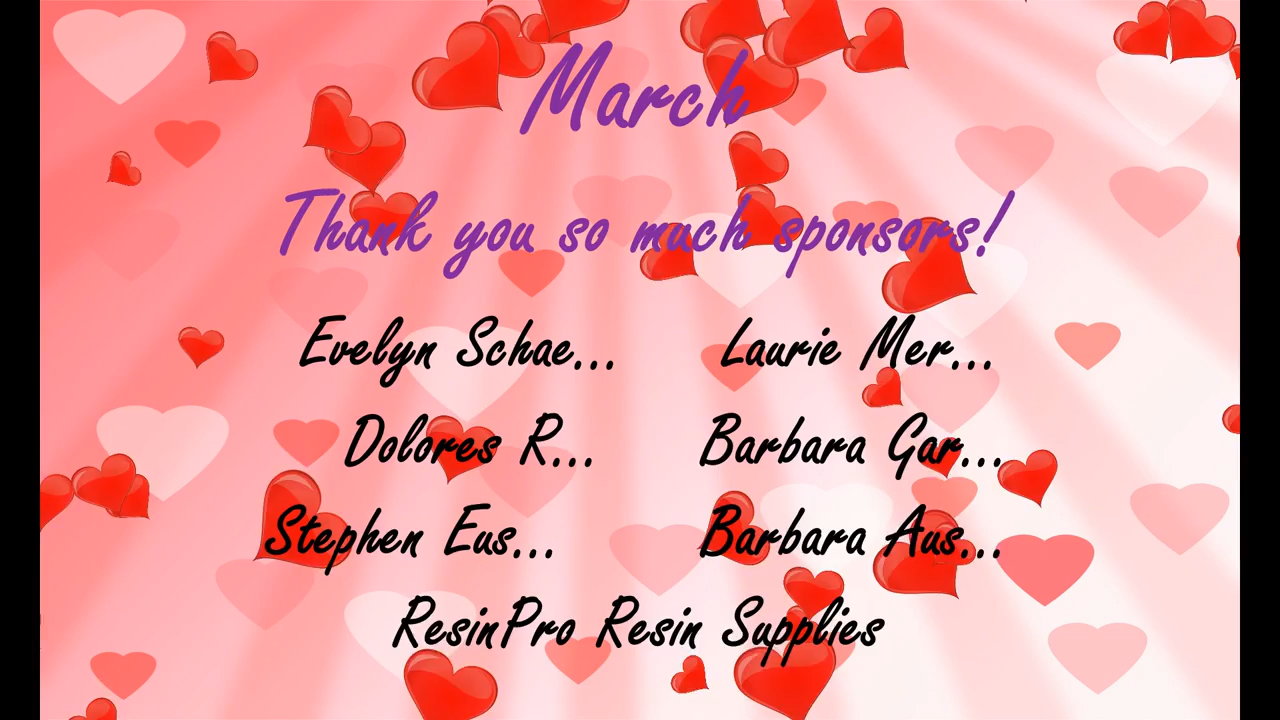 March
Thank you so much sponsors!
Evelyn Schae... Laurie Mer...
Dolores R... Barbara Gar...
Stephen Eus... Barbara Aus...
ResinPro Resin Supplies